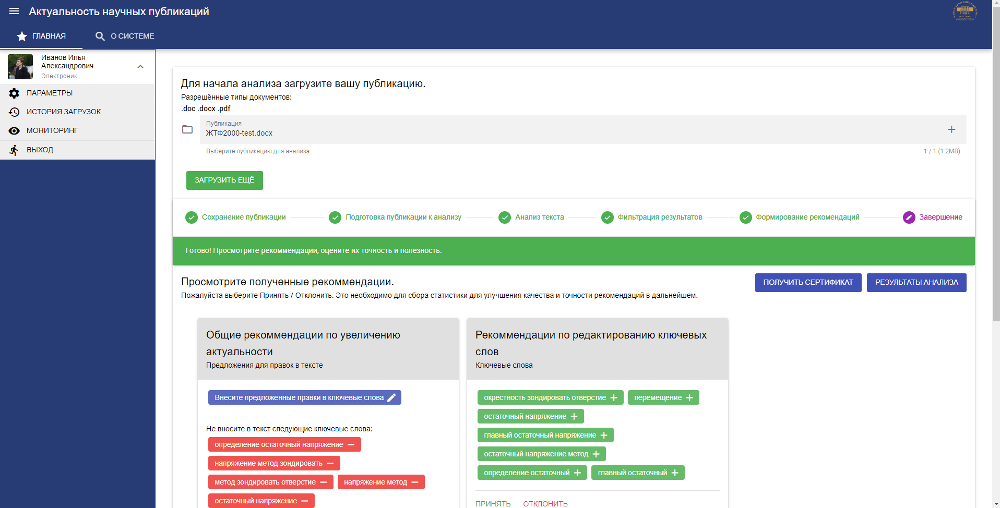 Актуальность научных публикаций
ГЛАВНАЯ
О СИСТЕМЕ
Иванов Илья
Александрович
Электроник
ПАРАМЕТРЫ
ИСТОРИЯ ЗАГРУЗОК
МОНИТОРИНГ
ВЫХОД
Для начала анализа загрузите вашу публикацию.
Разрешённые типы документов:
.doc .docx .pdf
Публикация
ЖТФ2000-test.docx
Выберите публикацию для анализа
1 / 1 (1.2MB)
ЗАГРУЗИТЬ ЕЩЁ
Сохранение публикации
Подготовка публикации к анализу
Анализ текста
Фильтрация результатов
Формирование рекомендаций
Завершение
Готово! Просмотрите рекомендации, оцените их точность и полезность.
Просмотрите полученные рекоммендации.
Пожалуйста выберите Принять / Отклонить. Это необходимо для сбора статистики для улучшения качества и точности рекомендаций в дальнейшем.
ПОЛУЧИТЬ СЕРТИФИКАТ
РЕЗУЛЬТАТЫ АНАЛИЗА
Общие рекоммендации по увеличению
актуальности
Предложения для правок в тексте
Внесите предложенные правки в ключевые слова
Не вносите в текст следующие ключевые слова:
определение остаточный напряжение
напряжение метод зондировать
метод зондировать отверстие
напряжение метод
остаточный напряжение
Рекоммендации по редактированию ключевых
слов
Ключевые слова
окрестность зондировать отверстие
перемещение
остаточный напряжение
главный остаточный напряжение
остаточный напряжение метод
определение остаточный
главный остаточный
ПРИНЯТЬ
ОТКЛОНИТЬ